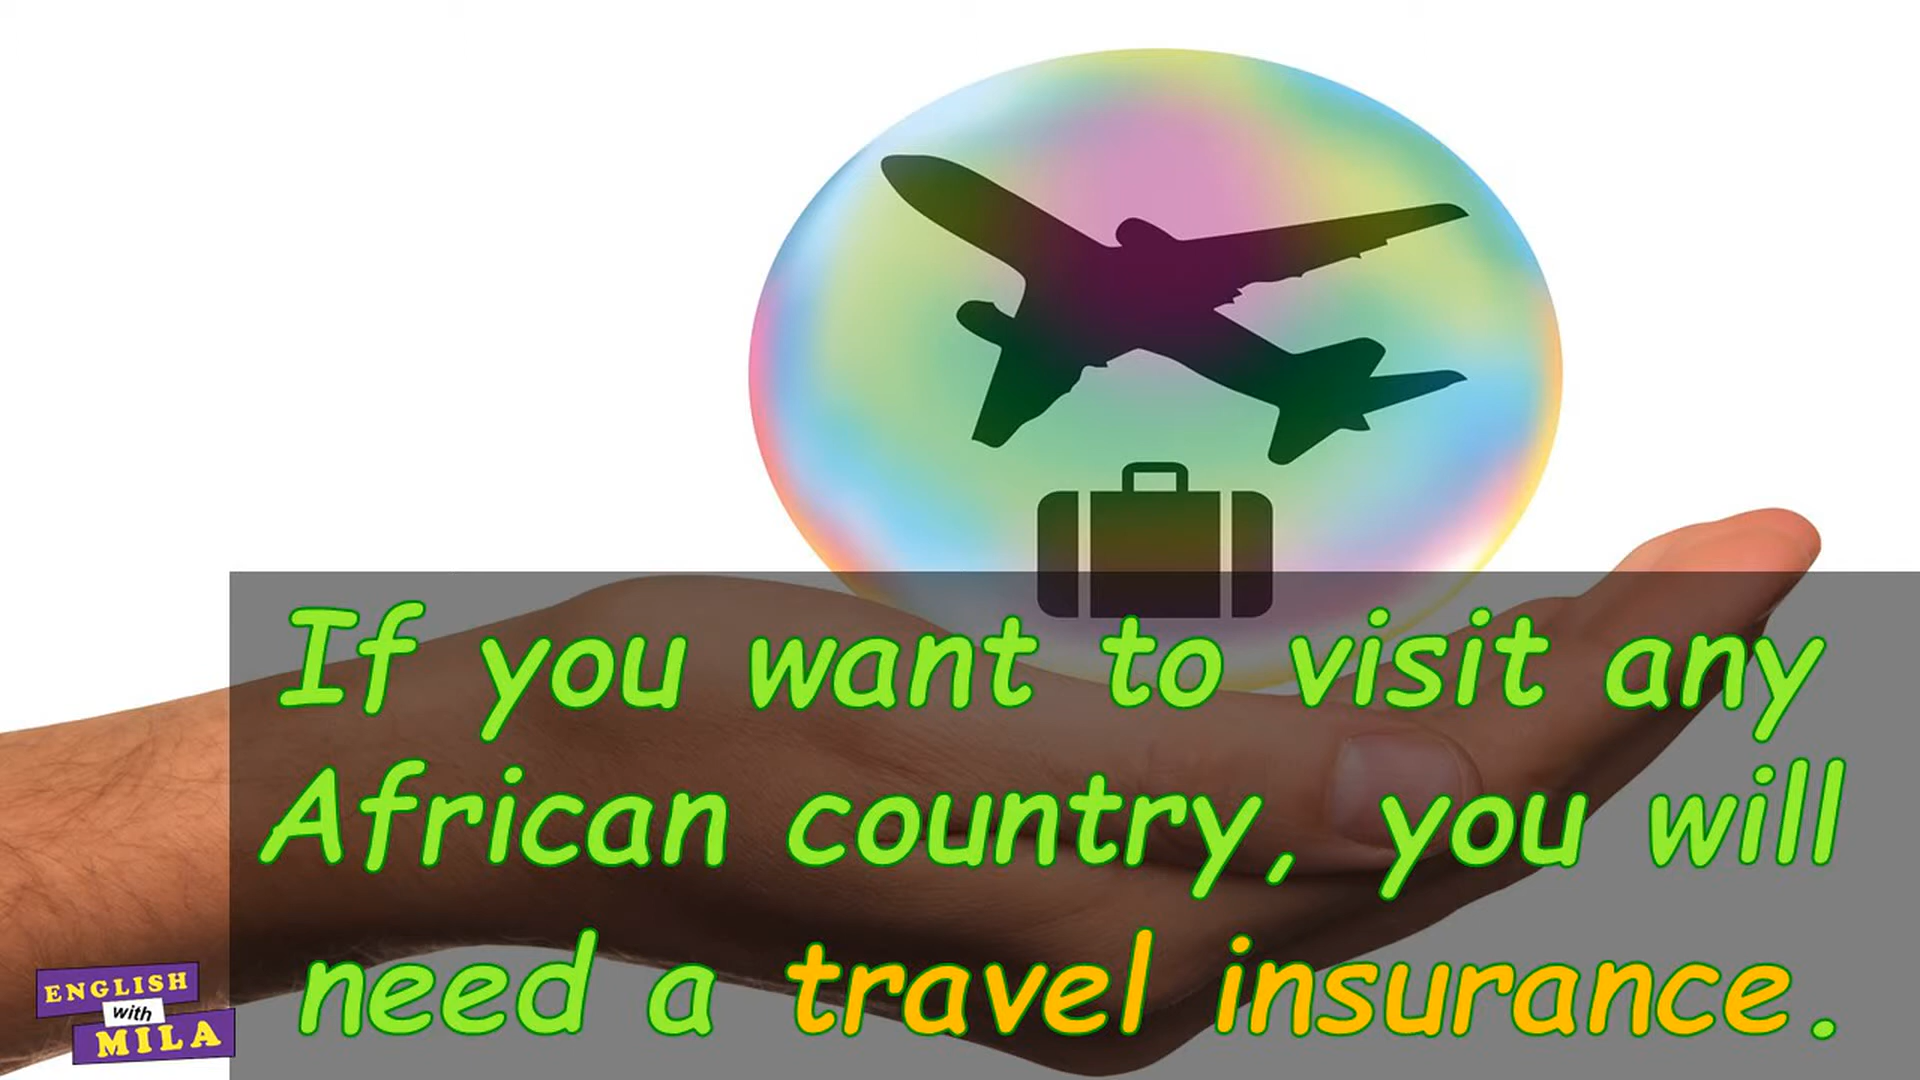 If you want to visit any
African country, you will
need a travel insurance.
ENGLISH
with
MILA